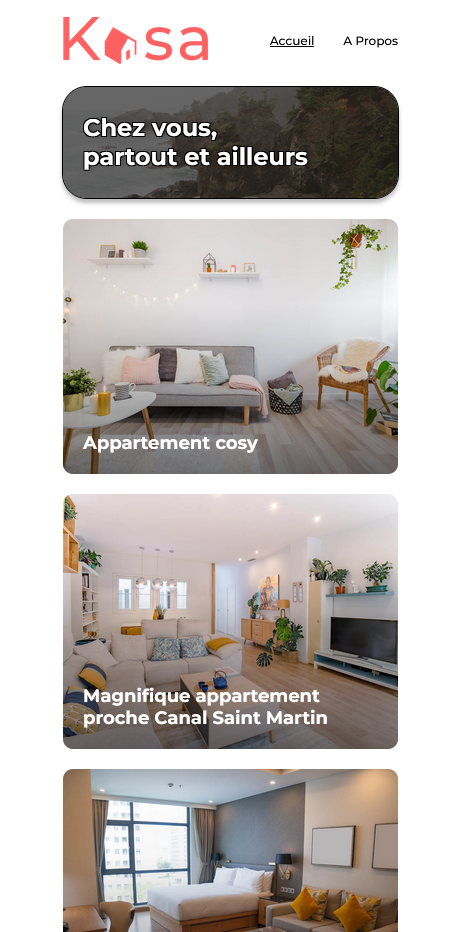 Kasa
Accueil
A Propos
Chez vous,
partout et ailleurs
Appartement cosy
Magnifique appartement
proche Canal Saint Martin